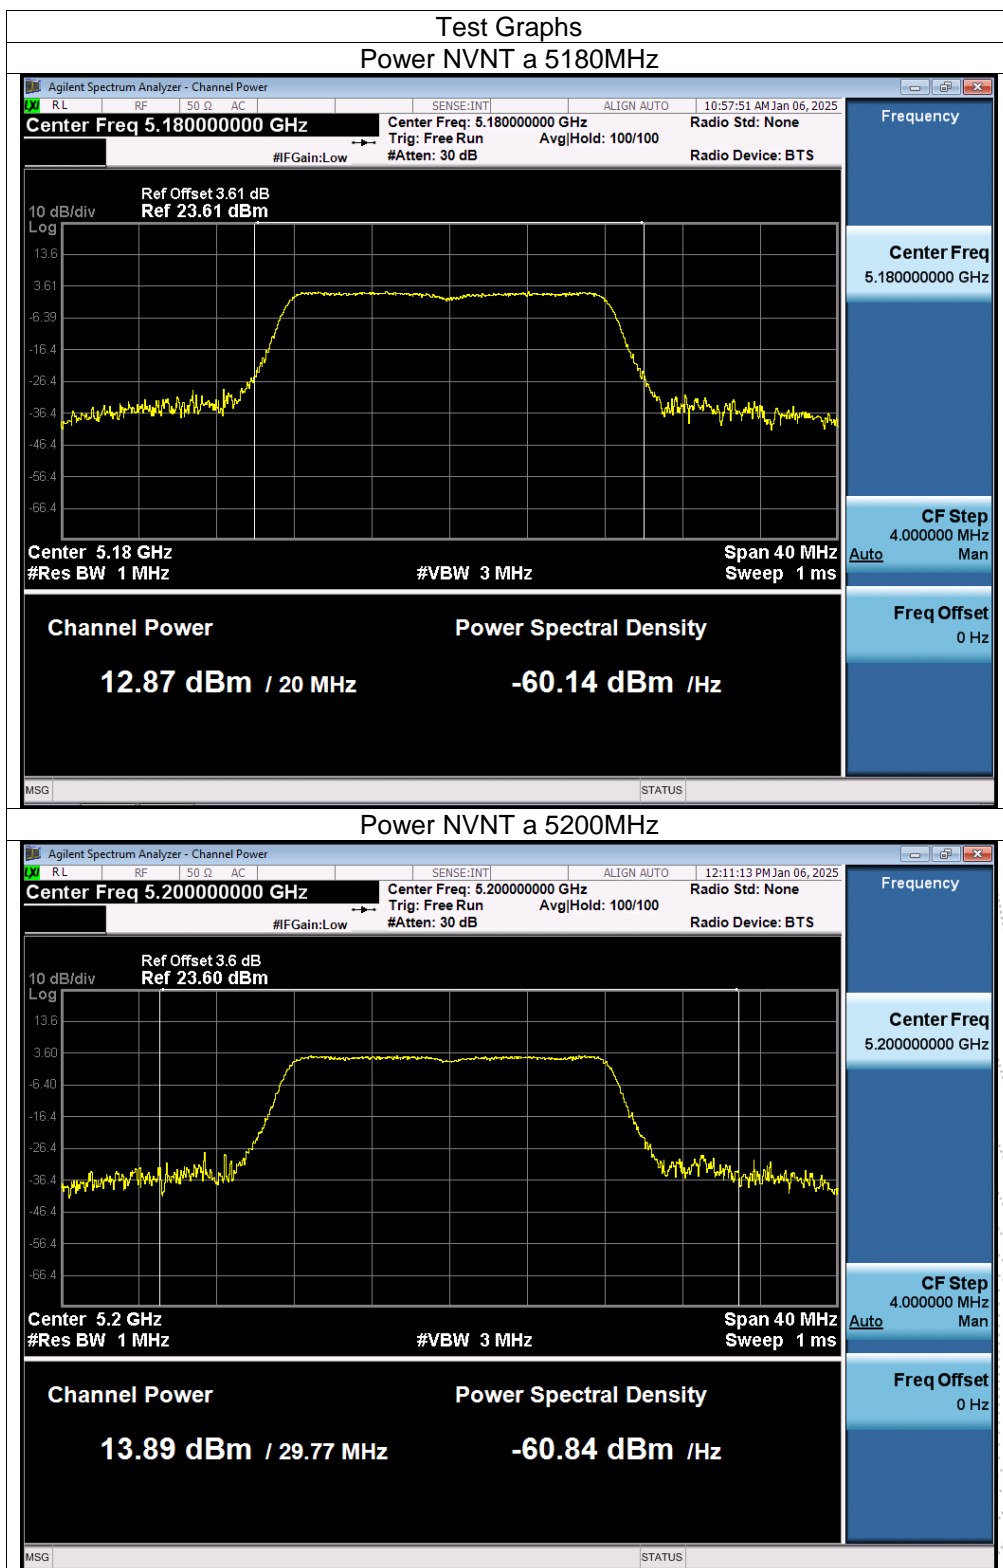 Test Graphs
Power NVNT a 5180MHz
Agilent Spectrum Analyzer - Channel Power
LXI RL RF 50 Ω AC SENSE:INT ALIGN AUTO 10:57:51 AM Jan 06, 2025
Center Freq 5.180000000 GHz Center Freq: 5.180000000 GHz Radio Std: None Frequency
Trig: Free Run Avg|Hold: 100/100
#IFGain:Low #Atten: 30 dB Radio Device: BTS
Ref Offset 3.61 dB
10 dB/div Ref 23.61 dBm
Log
13.6
Center Freq
5.180000000 GHz
3.61
-6.39
-16.4
-26.4
-36.4
-46.4
-56.4
-66.4
CF Step
4.000000 MHz
Auto Man
Center 5.18 GHz Span 40 MHz
#Res BW 1 MHz #VBW 3 MHz Sweep 1 ms
Freq Offset
0 Hz
Channel Power Power Spectral Density
12.87 dBm / 20 MHz -60.14 dBm /Hz
MSG STATUS
Power NVNT a 5200MHz
Agilent Spectrum Analyzer - Channel Power
LXI RL RF 50 Ω AC SENSE:INT ALIGN AUTO 12:11:13 PM Jan 06, 2025
Center Freq 5.200000000 GHz Center Freq: 5.200000000 GHz Radio Std: None Frequency
Trig: Free Run Avg|Hold: 100/100
#IFGain:Low #Atten: 30 dB Radio Device: BTS
Ref Offset 3.6 dB
10 dB/div Ref 23.60 dBm
Log
13.6
Center Freq
5.200000000 GHz
3.60
-6.40
-16.4
-26.4
-36.4
-46.4
-56.4
-66.4
CF Step
4.000000 MHz
Auto Man
Center 5.2 GHz Span 40 MHz
#Res BW 1 MHz #VBW 3 MHz Sweep 1 ms
Freq Offset
0 Hz
Channel Power Power Spectral Density
13.89 dBm / 29.77 MHz -60.84 dBm /Hz
MSG STATUS